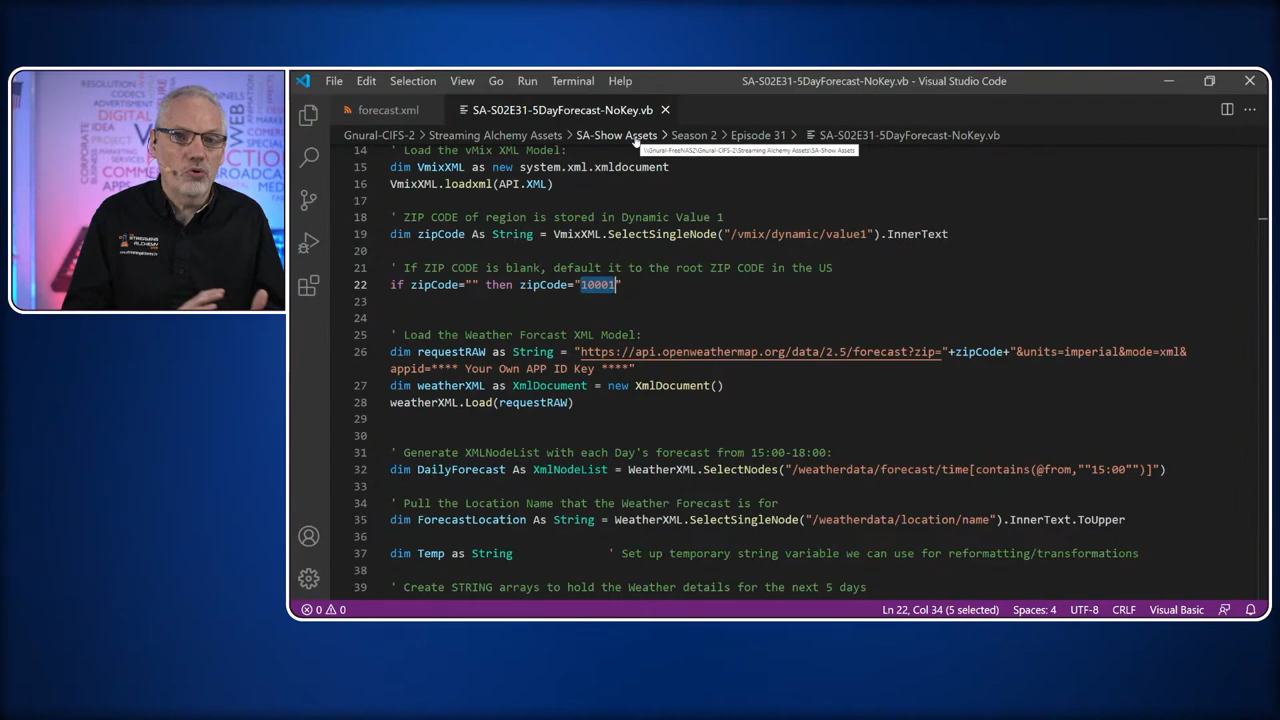 File Edit Selection View Go Run Terminal Help
SA-S02E31-5DayForecast-NoKey.vb - Visual Studio Code
forecast.xml
SA-S02E31-5DayForecast-NoKey.vb
Gnural-CIFS-2 > Streaming Alchemy Assets > SA-Show Assets > Season 2 > Episode 31 > SA-S02E31-5DayForecast-NoKey.vb
14 ' Load the vMix XML Model:
15 dim VmixXML as new system.xml.xmldocument
16 VmixXML.loadxml(API.XML)
17
18 ' ZIP CODE of region is stored in Dynamic Value 1
19 dim zipCode As String = VmixXML.SelectSingleNode("/vmix/dynamic/value1").InnerText
20
21 ' If ZIP CODE is blank, default it to the root ZIP CODE in the US
22 if zipCode="" then zipCode="10001"
23
24
25 ' Load the Weather Forcast XML Model:
26 dim requestRAW as String = "https://api.openweathermap.org/data/2.5/forecast?zip="+zipCode+"&units=imperial&mode=xml&
appid=**** Your Own APP ID Key ****"
27 dim weatherXML as XmlDocument = new XmlDocument()
28 weatherXML.Load(requestRAW)
29
30
31 ' Generate XMLNodeList with each Day's forecast from 15:00-18:00:
32 dim DailyForecast As XmlNodeList = WeatherXML.SelectNodes("/weatherdata/forecast/time[contains(@from,""15:00"")]")
33
34 ' Pull the Location Name that the Weather Forecast is for
35 dim ForecastLocation As String = WeatherXML.SelectSingleNode("/weatherdata/location/name").InnerText.ToUpper
36
37 dim Temp as String ' Set up temporary string variable we can use for reformatting/transformations
38
39 ' Create STRING arrays to hold the Weather details for the next 5 days
0 0
Ln 22, Col 34 (5 selected) Spaces: 4 UTF-8 CRLF Visual Basic
RESOLUTION
CODECS
ADVERTISMENT
DIGITAL
IDEA
CORPORATE
WEB
BROADCAS